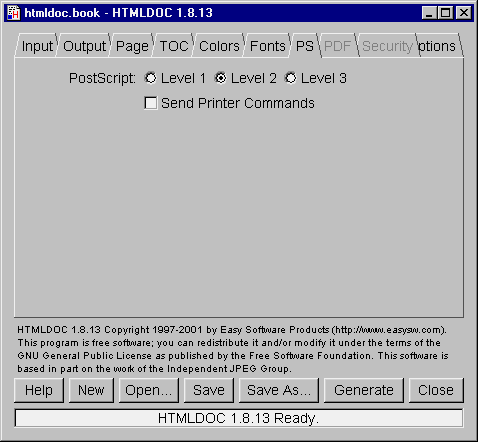 htmldoc.book - HTMLDOC 1.8.13
Input Output Page TOC Colors Fonts PS PDF Security ptions
PostScript: Level 1 Level 2 Level 3
Send Printer Commands
HTMLDOC 1.8.13 Copyright 1997-2001 by Easy Software Products (http://www.easysw.com).
This program is free software; you can redistribute it and/or modify it under the terms of the
GNU General Public License as published by the Free Software Foundation. This software is
based in part on the work of the Independent JPEG Group.
Help New Open... Save Save As... Generate Close
HTMLDOC 1.8.13 Ready.